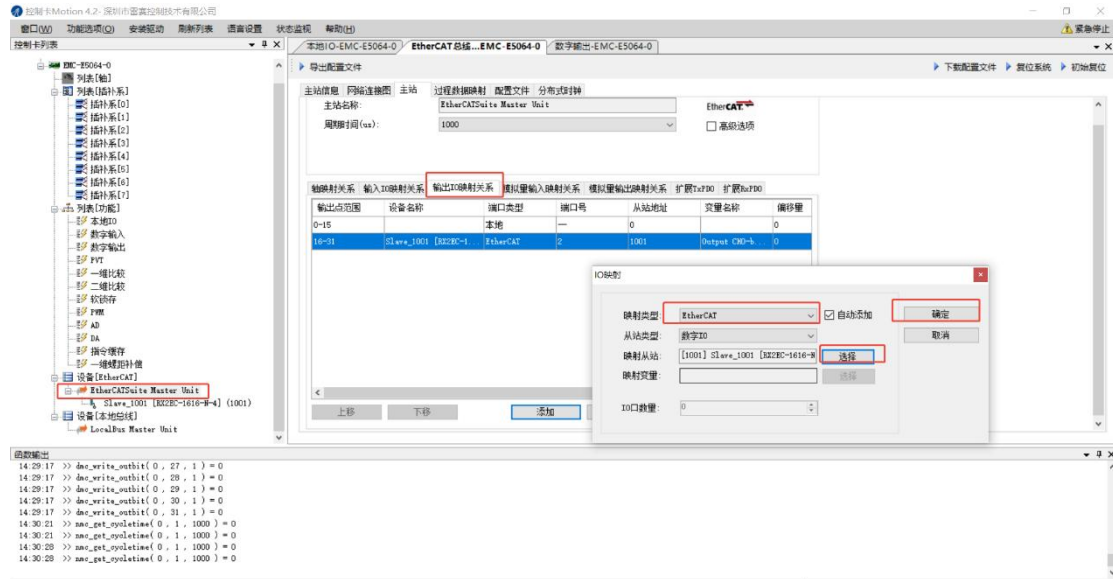 控制卡Motion 4.2- 深圳市雷赛控制技术有限公司
窗口(W) 功能选项(O) 安装驱动 刷新列表 语言设置 状态监视 帮助(H) 紧急停止
控制卡列表
本地IO-EMC-E5064-0 EtherCAT总线...EMC-E5064-0 数字输出-EMC-E5064-0
导出配置文件 下载配置文件 复位系统 初始复位
EMC-E5064-0
列表[轴]
列表[插补系]
插补系[0]
插补系[1]
插补系[2]
插补系[3]
插补系[4]
插补系[5]
插补系[6]
插补系[7]
列表[功能]
本地IO
数字输入
数字输出
PVT
一维比较
二维比较
软锁存
PWM
AD
DA
指令缓存
一维螺距补偿
设备[EtherCAT]
EtherCATSuite Master Unit
Slave_1001 [RX2EC-1616-N-4] (1001)
设备[本地总线]
LocalBus Master Unit
主站信息 网络连接图 主站 过程数据映射 配置文件 分布式时钟
主站名称: EtherCATSuite Master Unit EtherCAT
周期时间(us): 1000 高级选项
轴映射关系 输入IO映射关系 输出IO映射关系 模拟量输入映射关系 模拟量输出映射关系 扩展TxPDO 扩展RxPDO
输出点范围 设备名称 端口类型 端口号 从站地址 变量名称 偏移量
0-15 本地 — 0 0
16-31 Slave_1001 [RX2EC-1... EtherCAT 2 1001 Output CN0-b... 0
上移 下移 添加
IO映射
映射类型: EtherCAT 自动添加 确定
从站类型: 数字IO 取消
映射从站: [1001] Slave_1001 [RX2EC-1616-N 选择
映射变量: 选择
IO口数量: 0
函数输出
14:29:17 >> dmc_write_outbit( 0 , 27 , 1 ) = 0
14:29:17 >> dmc_write_outbit( 0 , 28 , 1 ) = 0
14:29:17 >> dmc_write_outbit( 0 , 29 , 1 ) = 0
14:29:17 >> dmc_write_outbit( 0 , 30 , 1 ) = 0
14:29:17 >> dmc_write_outbit( 0 , 31 , 1 ) = 0
14:30:21 >> nmc_get_cycletime( 0 , 1 , 1000 ) = 0
14:30:21 >> nmc_get_cycletime( 0 , 1 , 1000 ) = 0
14:30:28 >> nmc_get_cycletime( 0 , 1 , 1000 ) = 0
14:30:28 >> nmc_get_cycletime( 0 , 1 , 1000 ) = 0